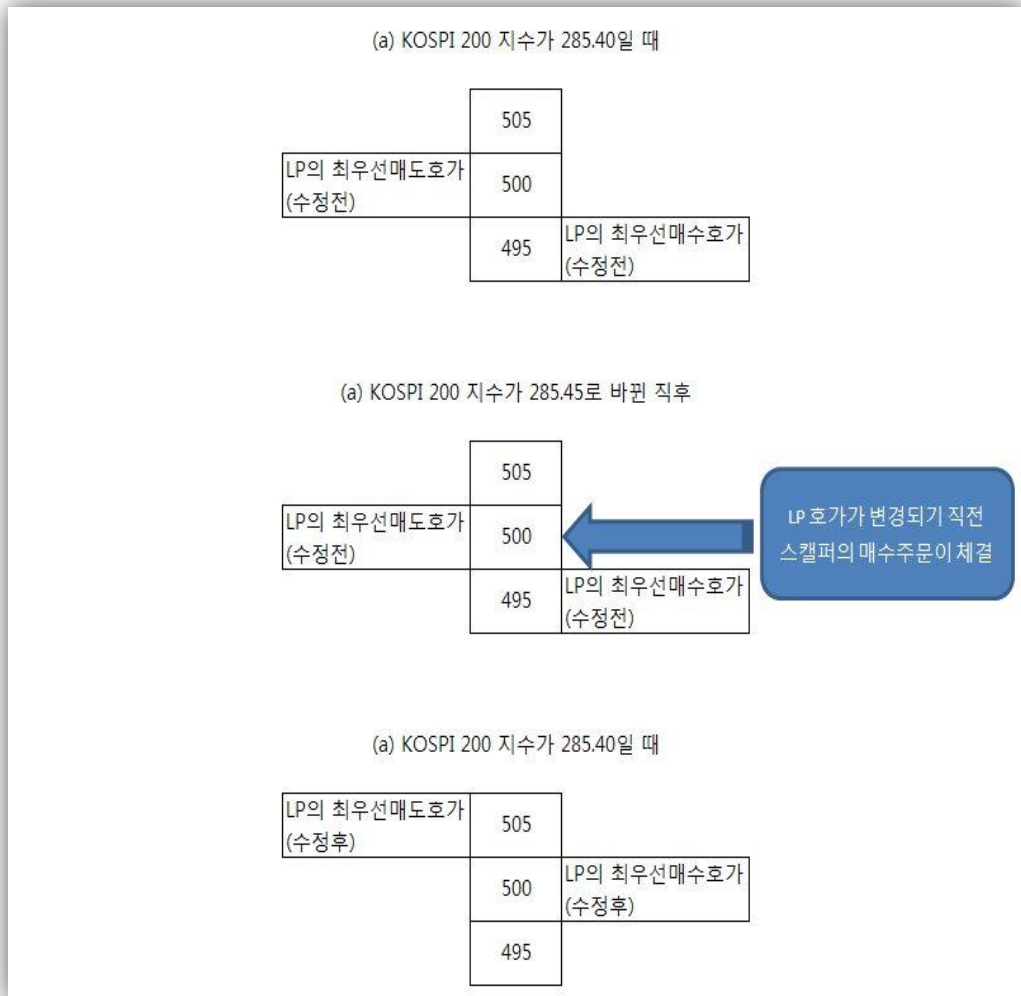 (a) KOSPI 200 지수가 285.40일 때
505
LP의 최우선매도호가
(수정전)
500
495
LP의 최우선매수호가
(수정전)
(a) KOSPI 200 지수가 285.45로 바뀐 직후
505
LP의 최우선매도호가
(수정전)
500
LP 호가가 변경되기 직전
스캘퍼의 매수주문이 체결
495
LP의 최우선매수호가
(수정전)
(a) KOSPI 200 지수가 285.40일 때
LP의 최우선매도호가
(수정후)
505
500
LP의 최우선매수호가
(수정후)
495